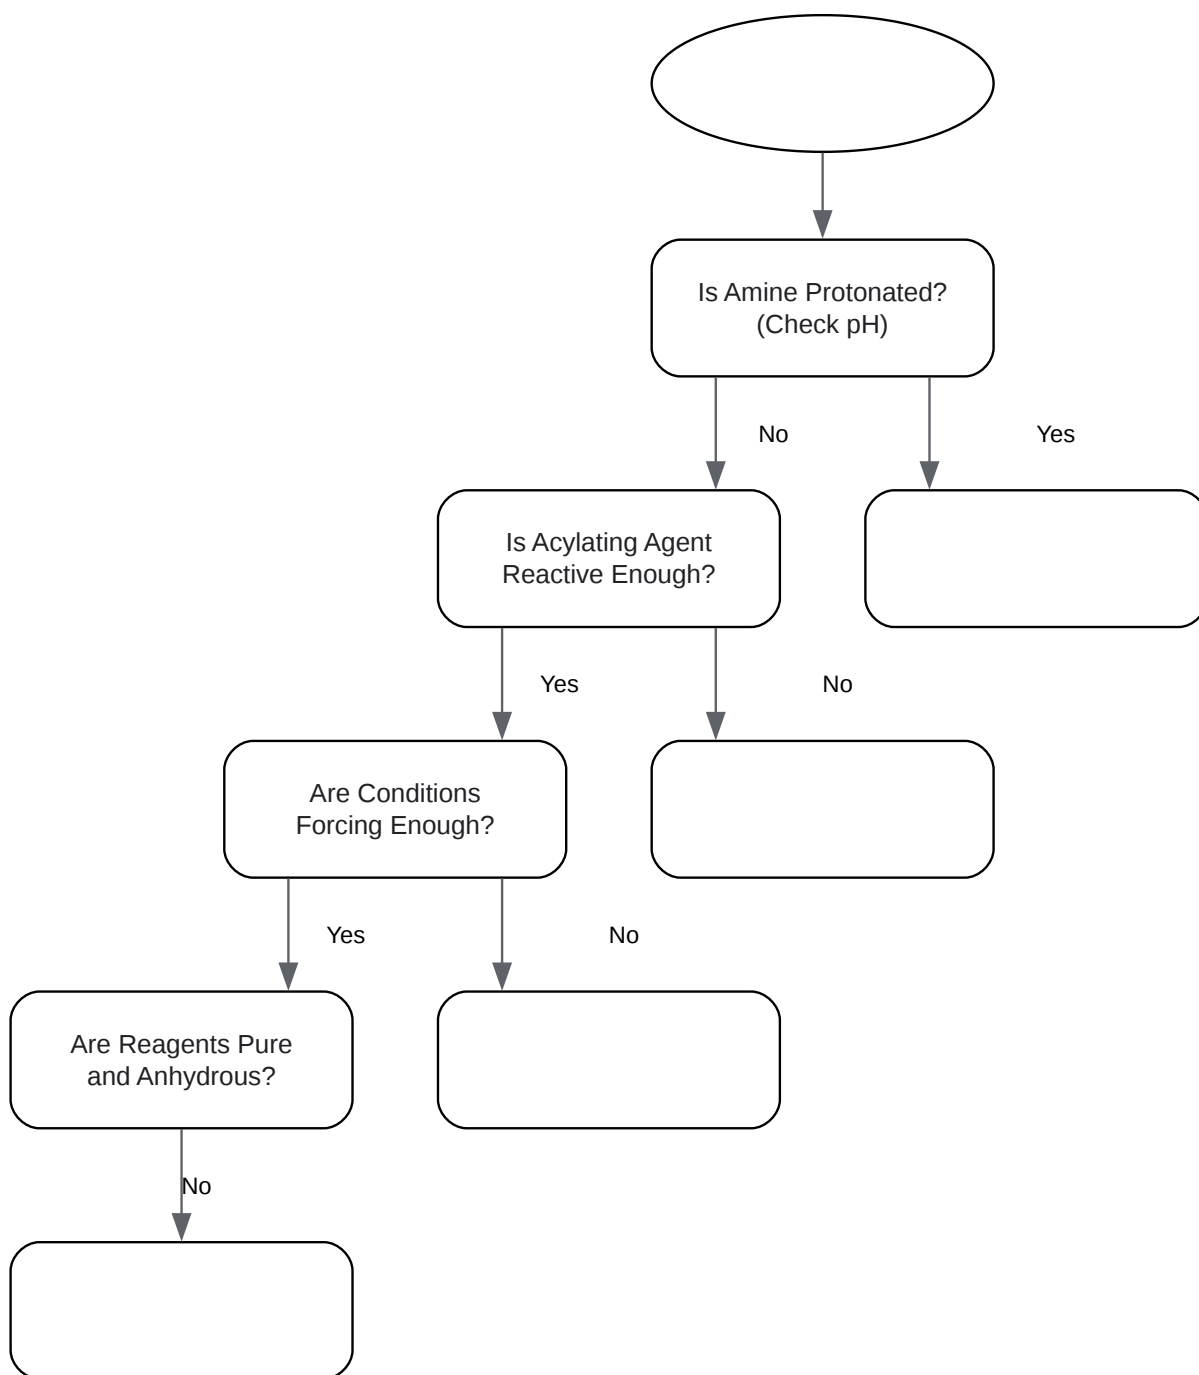 Is Amine Protonated?
(Check pH)
No
Yes
Is Acylating Agent
Reactive Enough?
Yes
No
Are Conditions
Forcing Enough?
Yes
No
Are Reagents Pure
and Anhydrous?
No